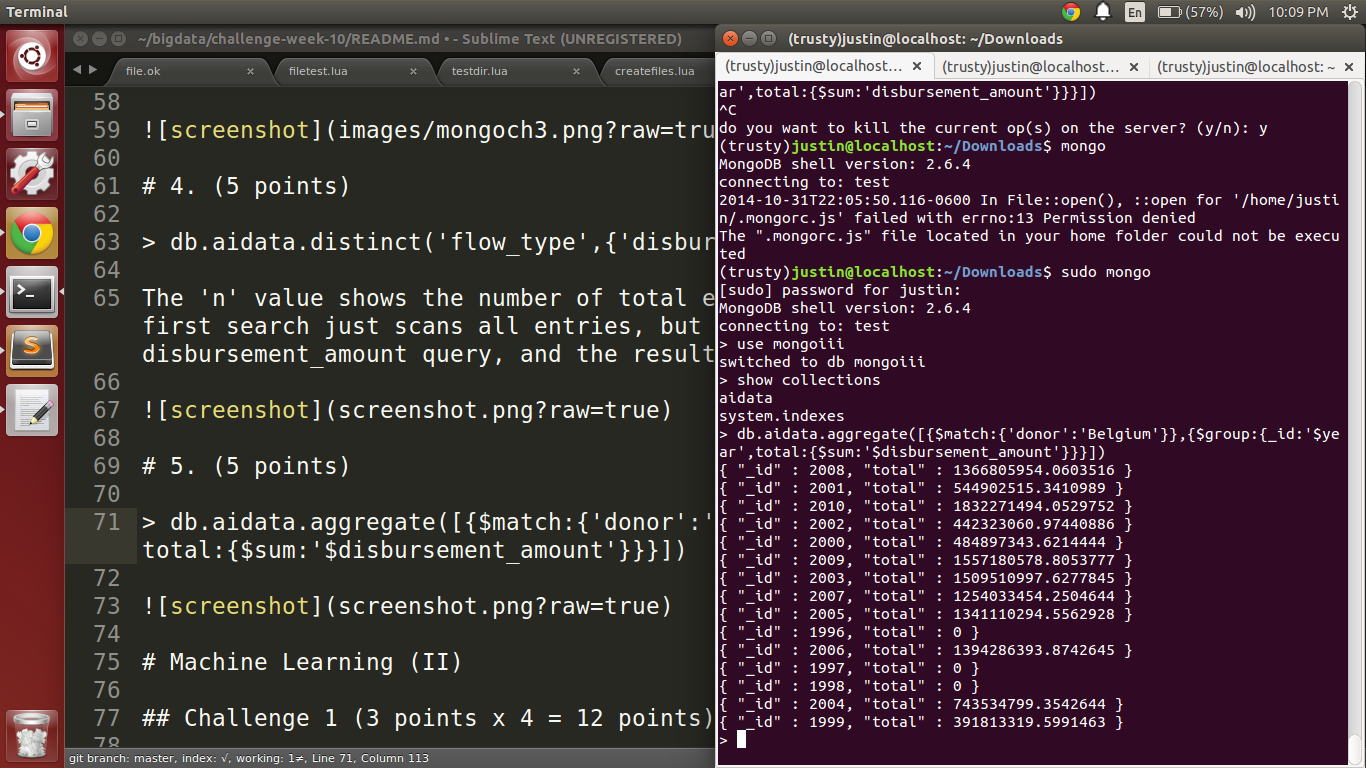 Terminal
En
(57%)
10:09 PM
~/bigdata/challenge-week-10/README.md • - Sublime Text (UNREGISTERED)
file.ok
filetest.lua
testdir.lua
createfiles.lua
58
59 ![screenshot](images/mongoch3.png?raw=tru
60
61 # 4. (5 points)
62
63 > db.aidata.distinct('flow_type',{'disbur
64
65 The 'n' value shows the number of total e
first search just scans all entries, but
disbursement_amount query, and the result
66
67 ![screenshot](screenshot.png?raw=true)
68
69 # 5. (5 points)
70
71 > db.aidata.aggregate([{$match:{'donor':'
total:{$sum:'$disbursement_amount'}}}])
72
73 ![screenshot](screenshot.png?raw=true)
74
75 # Machine Learning (II)
76
77 ## Challenge 1 (3 points x 4 = 12 points)
78
git branch: master, index: √, working: 1≠, Line 71, Column 113
(trusty)justin@localhost: ~/Downloads
(trusty)justin@localhost...
(trusty)justin@localhost...
(trusty)justin@localhost: ~
ar',total:{$sum:'disbursement_amount'}}}])
^C
do you want to kill the current op(s) on the server? (y/n): y
(trusty)justin@localhost:~/Downloads$ mongo
MongoDB shell version: 2.6.4
connecting to: test
2014-10-31T22:05:50.116-0600 In File::open(), ::open for '/home/justi
n/.mongorc.js' failed with errno:13 Permission denied
The ".mongorc.js" file located in your home folder could not be execu
ted
(trusty)justin@localhost:~/Downloads$ sudo mongo
[sudo] password for justin:
MongoDB shell version: 2.6.4
connecting to: test
> use mongoiii
switched to db mongoiii
> show collections
aidata
system.indexes
> db.aidata.aggregate([{$match:{'donor':'Belgium'}},{$group:{_id:'$ye
ar',total:{$sum:'$disbursement_amount'}}}])
{ "_id" : 2008, "total" : 1366805954.0603516 }
{ "_id" : 2001, "total" : 544902515.3410989 }
{ "_id" : 2010, "total" : 1832271494.0529752 }
{ "_id" : 2002, "total" : 442323060.97440886 }
{ "_id" : 2000, "total" : 484897343.6214444 }
{ "_id" : 2009, "total" : 1557180578.8053777 }
{ "_id" : 2003, "total" : 1509510997.6277845 }
{ "_id" : 2007, "total" : 1254033454.2504644 }
{ "_id" : 2005, "total" : 1341110294.5562928 }
{ "_id" : 1996, "total" : 0 }
{ "_id" : 2006, "total" : 1394286393.8742645 }
{ "_id" : 1997, "total" : 0 }
{ "_id" : 1998, "total" : 0 }
{ "_id" : 2004, "total" : 743534799.3542644 }
{ "_id" : 1999, "total" : 391813319.5991463 }
>